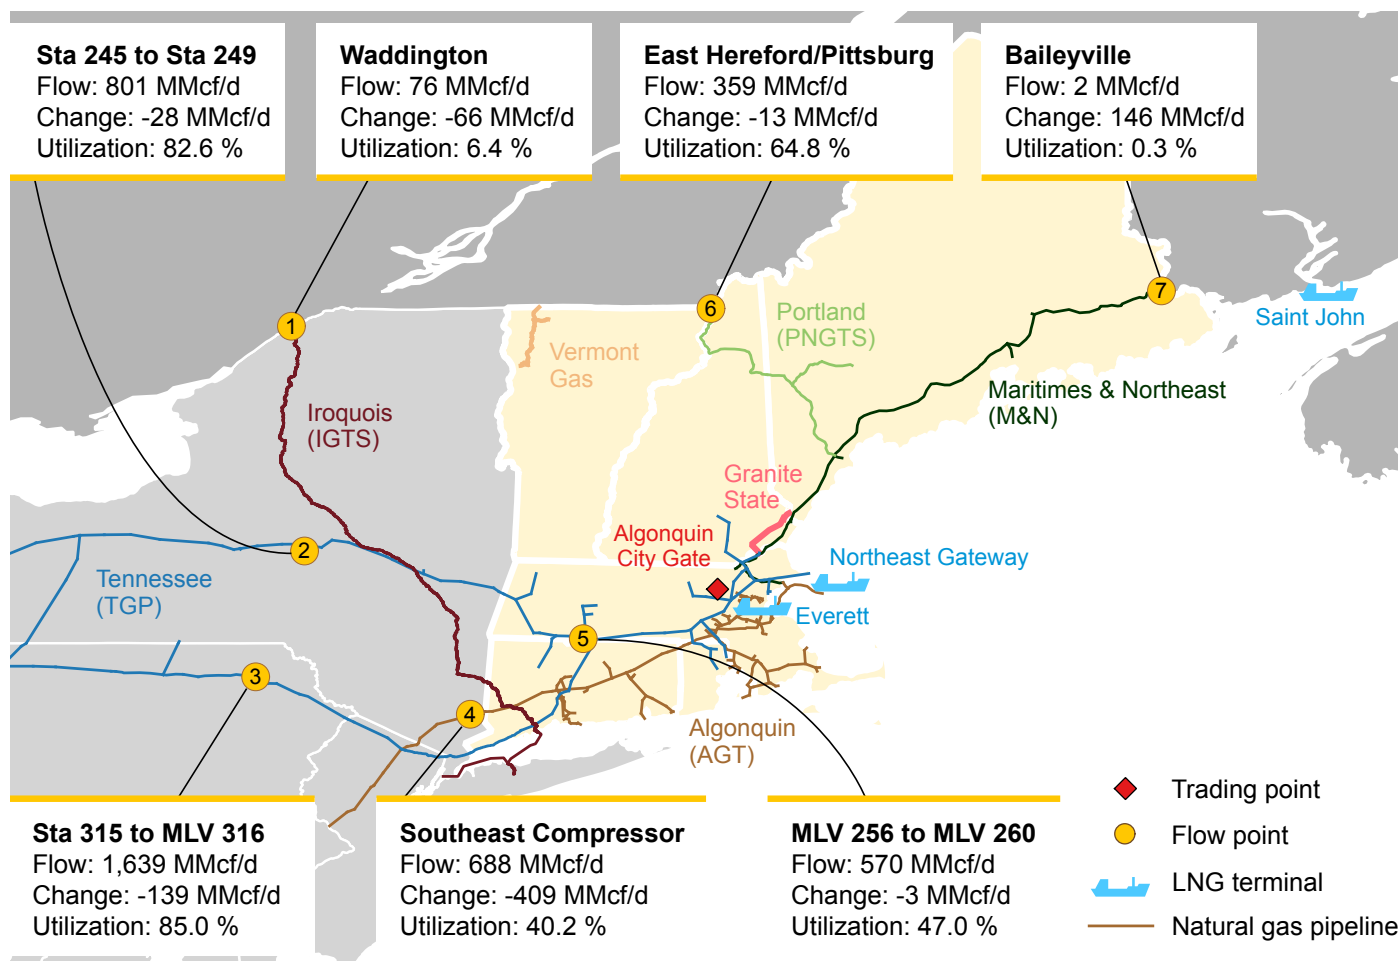 Sta 245 to Sta 249
Flow: 801 MMcf/d
Change: -28 MMcf/d
Utilization: 82.6 %
Waddington
Flow: 76 MMcf/d
Change: -66 MMcf/d
Utilization: 6.4 %
East Hereford/Pittsburg
Flow: 359 MMcf/d
Change: -13 MMcf/d
Utilization: 64.8 %
Baileyville
Flow: 2 MMcf/d
Change: 146 MMcf/d
Utilization: 0.3 %
7
6
1
Saint John
Portland
(PNGTS)
Vermont
Gas
Maritimes & Northeast
(M&N)
Iroquois
(IGTS)
Granite
State
Algonquin
City Gate
2
Northeast Gateway
Tennessee
(TGP)
Everett
5
3
4
Algonquin
(AGT)
Sta 315 to MLV 316
Flow: 1,639 MMcf/d
Change: -139 MMcf/d
Utilization: 85.0 %
Southeast Compressor
Flow: 688 MMcf/d
Change: -409 MMcf/d
Utilization: 40.2 %
MLV 256 to MLV 260
Flow: 570 MMcf/d
Change: -3 MMcf/d
Utilization: 47.0 %
Trading point
Flow point
LNG terminal
Natural gas pipeline